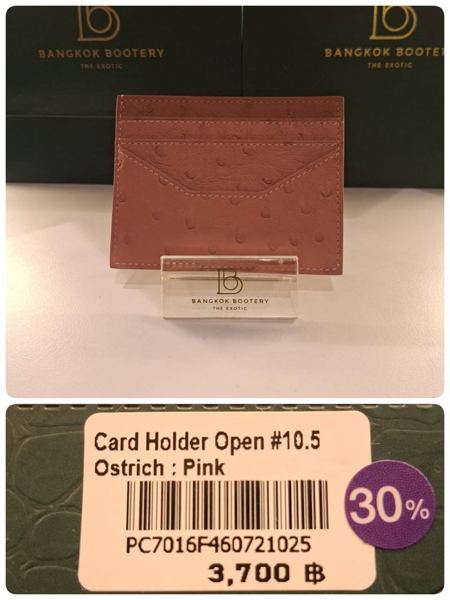 BANGKOK BOOTERY
THE EXOTIC
BANGKOK BOOTERY
THE EXOTIC
B
BANGKOK BOOTERY
THE EXOTIC
Card Holder Open #10.5
Ostrich : Pink
PC7016F460721025
3,700 ฿
30%